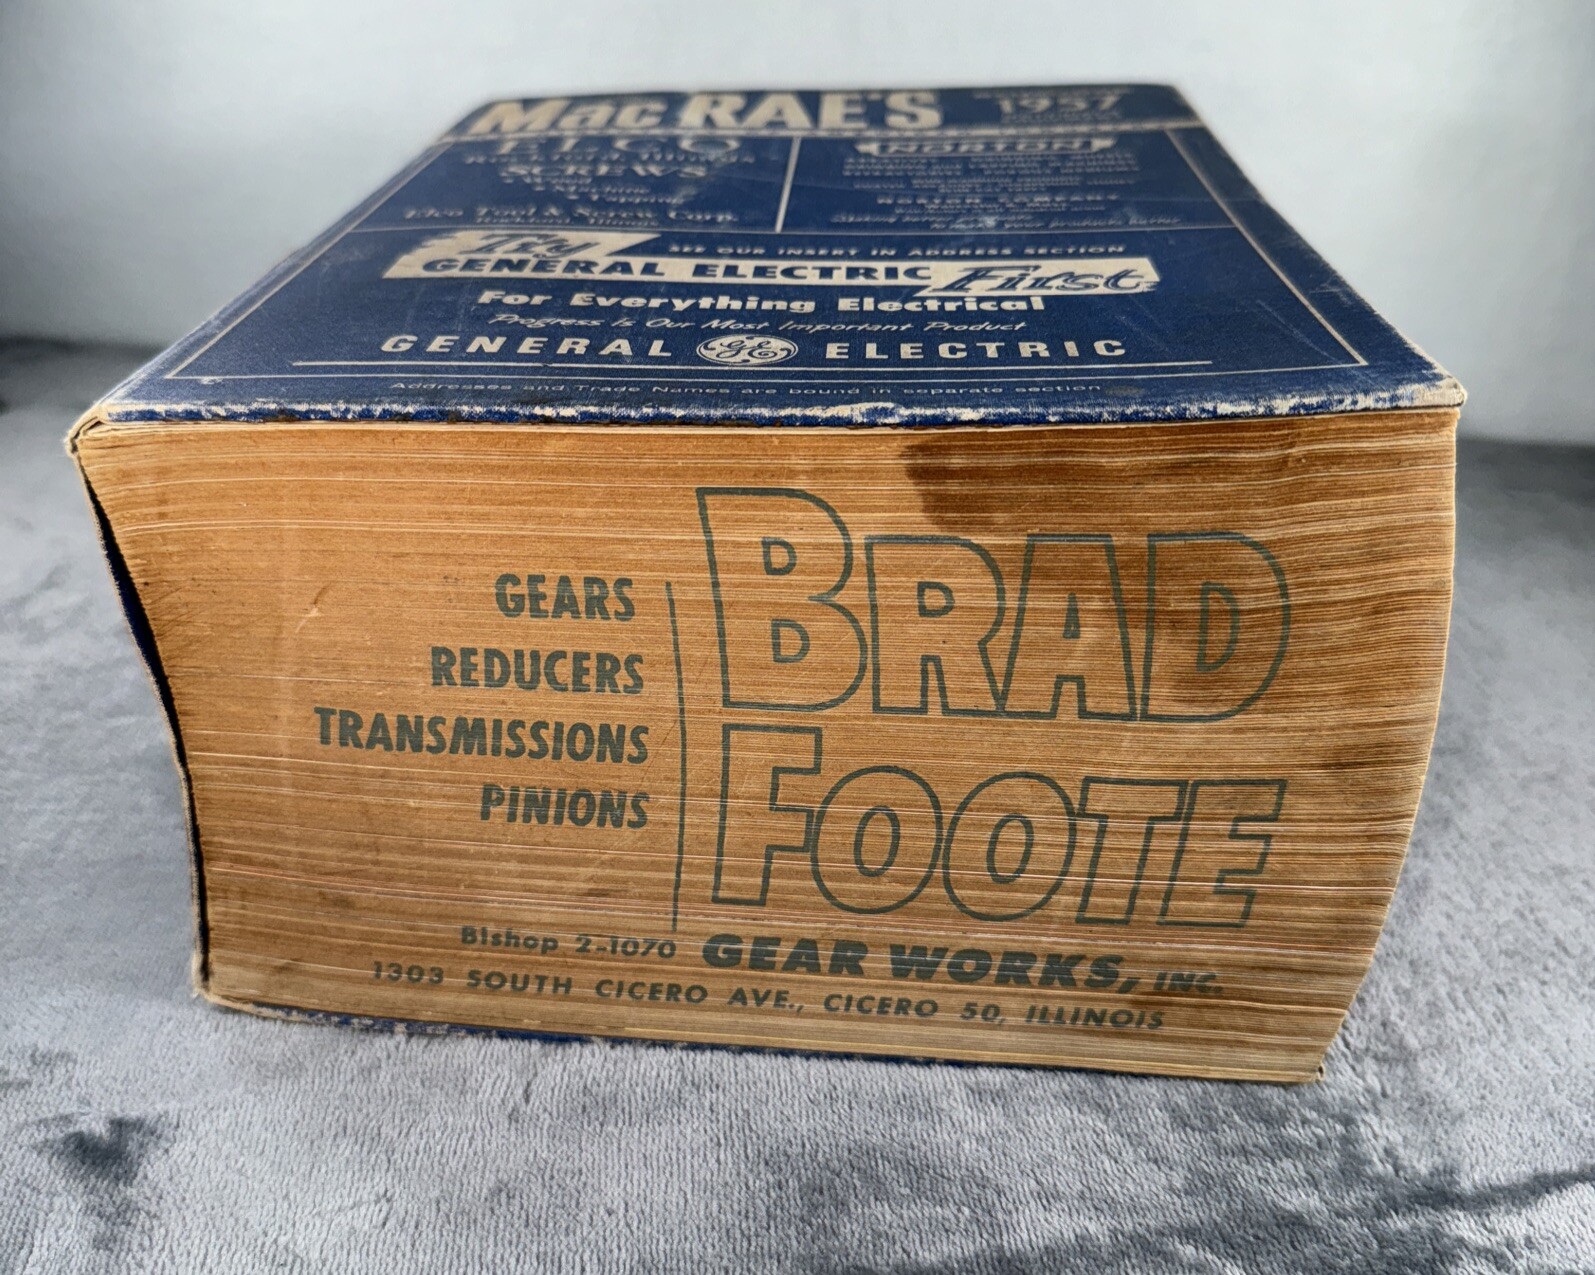 MacRAE'S
1957
ELCO
SCREWS
Elco Tool & Screw Corp.
NORTON
NORTON COMPANY
SEE OUR INSERT IN ADDRESS SECTION
Try
GENERAL ELECTRIC First
For Everything Electrical
Progress is Our Most Important Product
GENERAL GE ELECTRIC
Addresses and Trade Names are bound in separate section
GEARS
REDUCERS
TRANSMISSIONS
PINIONS
BRAD
FOOTE
Bishop 2-1070 GEAR WORKS, INC.
1303 SOUTH CICERO AVE., CICERO 50, ILLINOIS